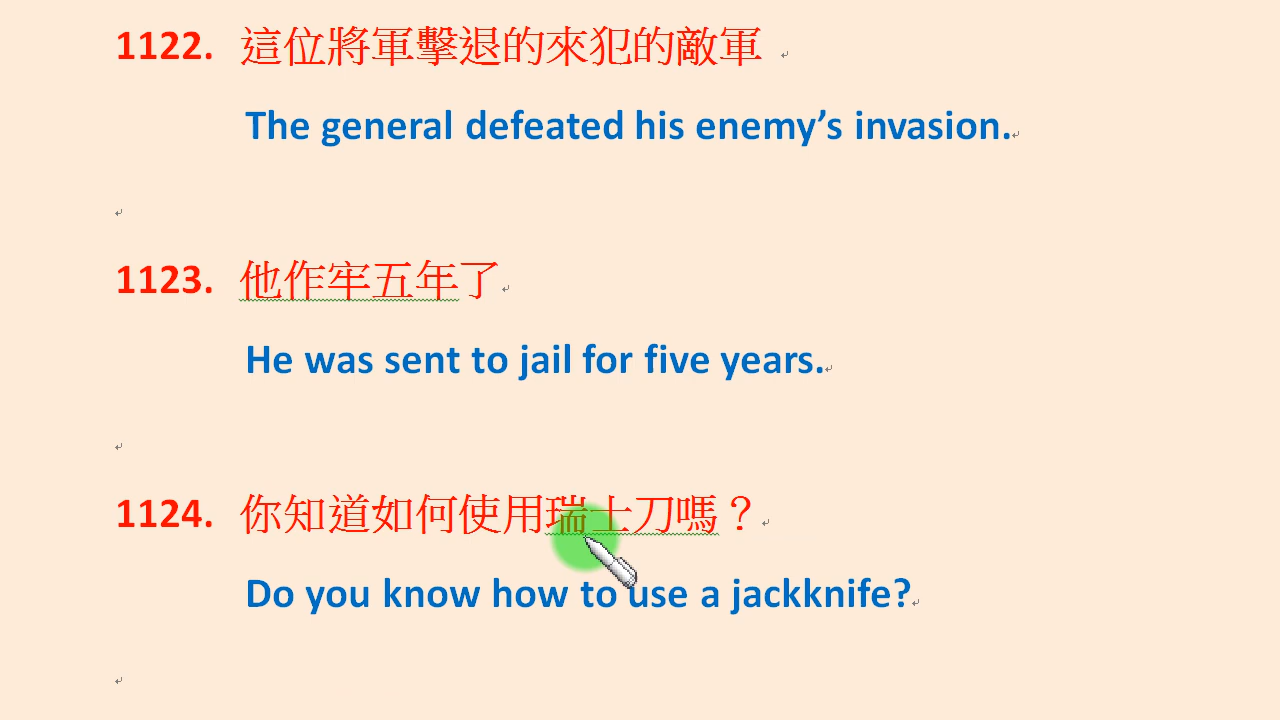 1122. 這位將軍擊退的來犯的敵軍
The general defeated his enemy’s invasion.
1123. 他作牢五年了
He was sent to jail for five years.
1124. 你知道如何使用瑞士刀嗎？
Do you know how to use a jackknife?